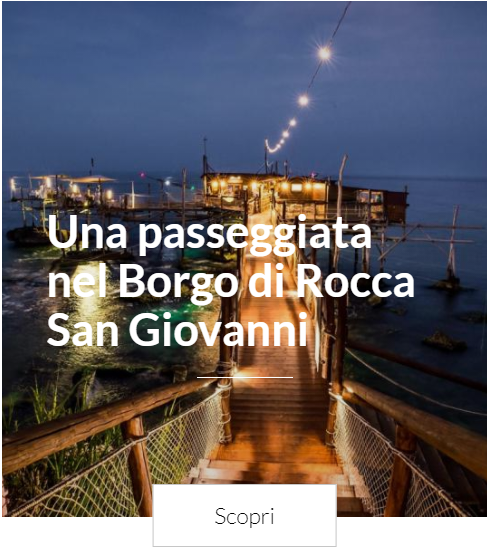 Una passeggiata
nel Borgo di Rocca
San Giovanni
Scopri